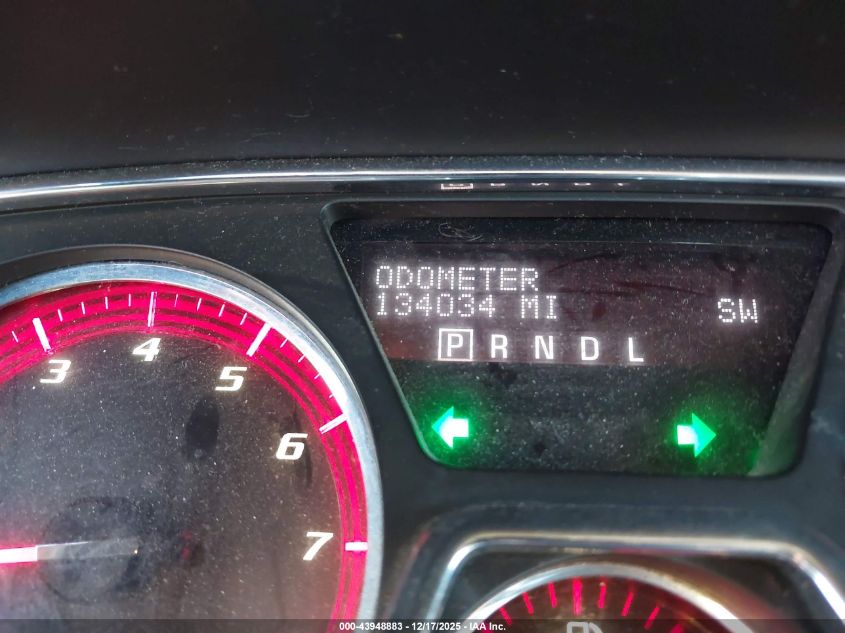 ODOMETER
134034 MI
SW
P R N D L
3
4
5
6
7
000-43948883 - 12/17/2025 - IAA Inc.